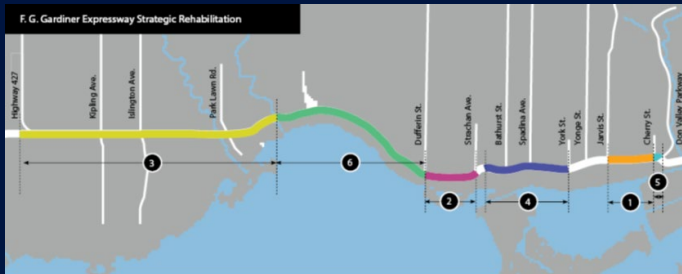 F. G. Gardiner Expressway Strategic Rehabilitation
Highway 427
Kipling Ave.
Islington Ave.
Park Lawn Rd.
Dufferin St.
Strachan Ave.
Bathurst St.
Spadina Ave.
York St.
Yonge St.
Jarvis St.
Cherry St.
Don Valley Parkway
3
6
2
4
1
5